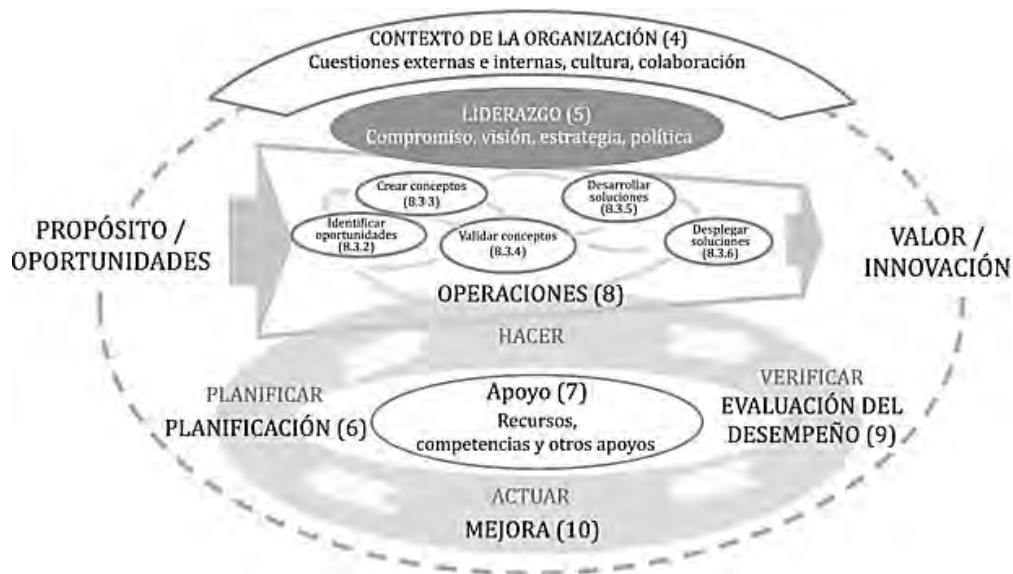 CONTEXTO DE LA ORGANIZACIÓN (4)
Cuestiones externas e internas, cultura, colaboración
LIDERAZGO (5)
Compromiso, visión, estrategia, política
Crear conceptos
(8.3.3)
Desarrollar
soluciones
(8.3.5)
Identificar
oportunidades
(8.3.2)
Validar conceptos
(8.3.4)
Desplegar
soluciones
(8.3.6)
PROPÓSITO /
OPORTUNIDADES
VALOR /
INNOVACIÓN
OPERACIONES (8)
HACER
PLANIFICAR
PLANIFICACIÓN (6)
Apoyo (7)
Recursos,
competencias y otros apoyos
VERIFICAR
EVALUACIÓN DEL
DESEMPEÑO (9)
ACTUAR
MEJORA (10)